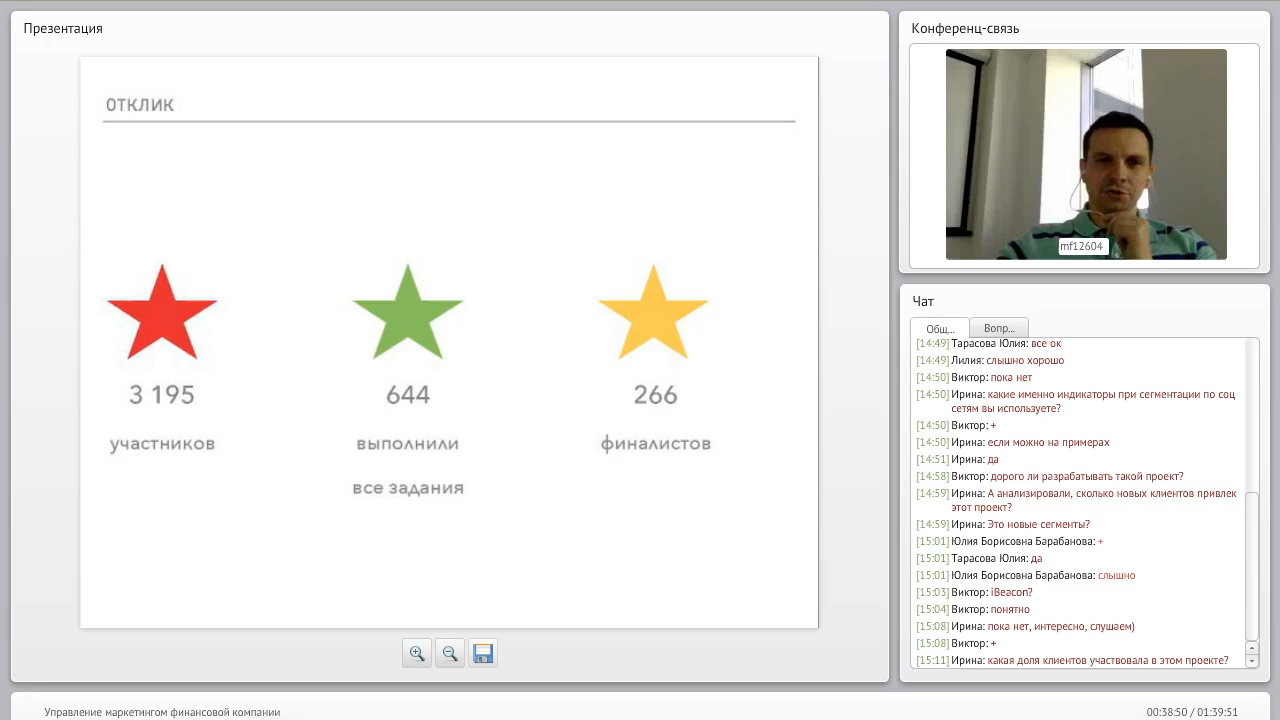 Презентация
ОТКЛИК
3 195
644
266
участников
выполнили
финалистов
все задания
Конференц-связь
mf12604
Чат
Общ...
Вопр...
[14:49] Тарасова Юлия: все ок
[14:49] Лилия: слышно хорошо
[14:50] Виктор: пока нет
[14:50] Ирина: какие именно индикаторы при сегментации по соц
сетям вы используете?
[14:50] Виктор: +
[14:50] Ирина: если можно на примерах
[14:51] Ирина: да
[14:58] Виктор: дорого ли разрабатывать такой проект?
[14:59] Ирина: А анализировали, сколько новых клиентов привлек
этот проект?
[14:59] Ирина: Это новые сегменты?
[15:01] Юлия Борисовна Барабанова: +
[15:01] Тарасова Юлия: да
[15:01] Юлия Борисовна Барабанова: слышно
[15:03] Виктор: iBeacon?
[15:04] Виктор: понятно
[15:08] Ирина: пока нет, интересно, слушаем)
[15:08] Виктор: +
[15:11] Ирина: какая доля клиентов участвовала в этом проекте?
Управление маркетингом финансовой компании
00:38:50 / 01:39:51